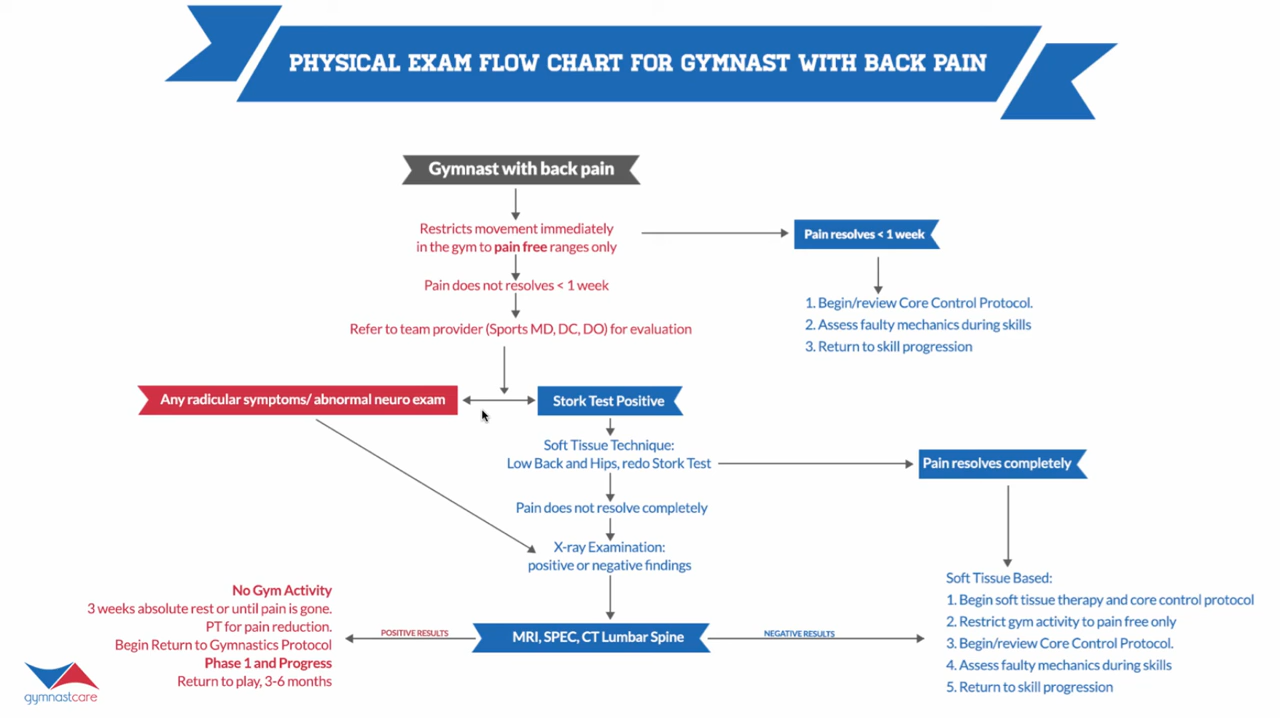 PHYSICAL EXAM FLOW CHART FOR GYMNAST WITH BACK PAIN
Gymnast with back pain
Restricts movement immediately
in the gym to pain free ranges only
Pain resolves < 1 week
Pain does not resolves < 1 week
1. Begin/review Core Control Protocol.
2. Assess faulty mechanics during skills
3. Return to skill progression
Refer to team provider (Sports MD, DC, DO) for evaluation
Any radicular symptoms/ abnormal neuro exam
Stork Test Positive
Soft Tissue Technique:
Low Back and Hips, redo Stork Test
Pain resolves completely
Pain does not resolve completely
X-ray Examination:
positive or negative findings
MRI, SPEC, CT Lumbar Spine
POSITIVE RESULTS
NEGATIVE RESULTS
No Gym Activity
3 weeks absolute rest or until pain is gone.
PT for pain reduction.
Begin Return to Gymnastics Protocol
Phase 1 and Progress
Return to play, 3-6 months
Soft Tissue Based:
1. Begin soft tissue therapy and core control protocol
2. Restrict gym activity to pain free only
3. Begin/review Core Control Protocol.
4. Assess faulty mechanics during skills
5. Return to skill progression
gymnastcare